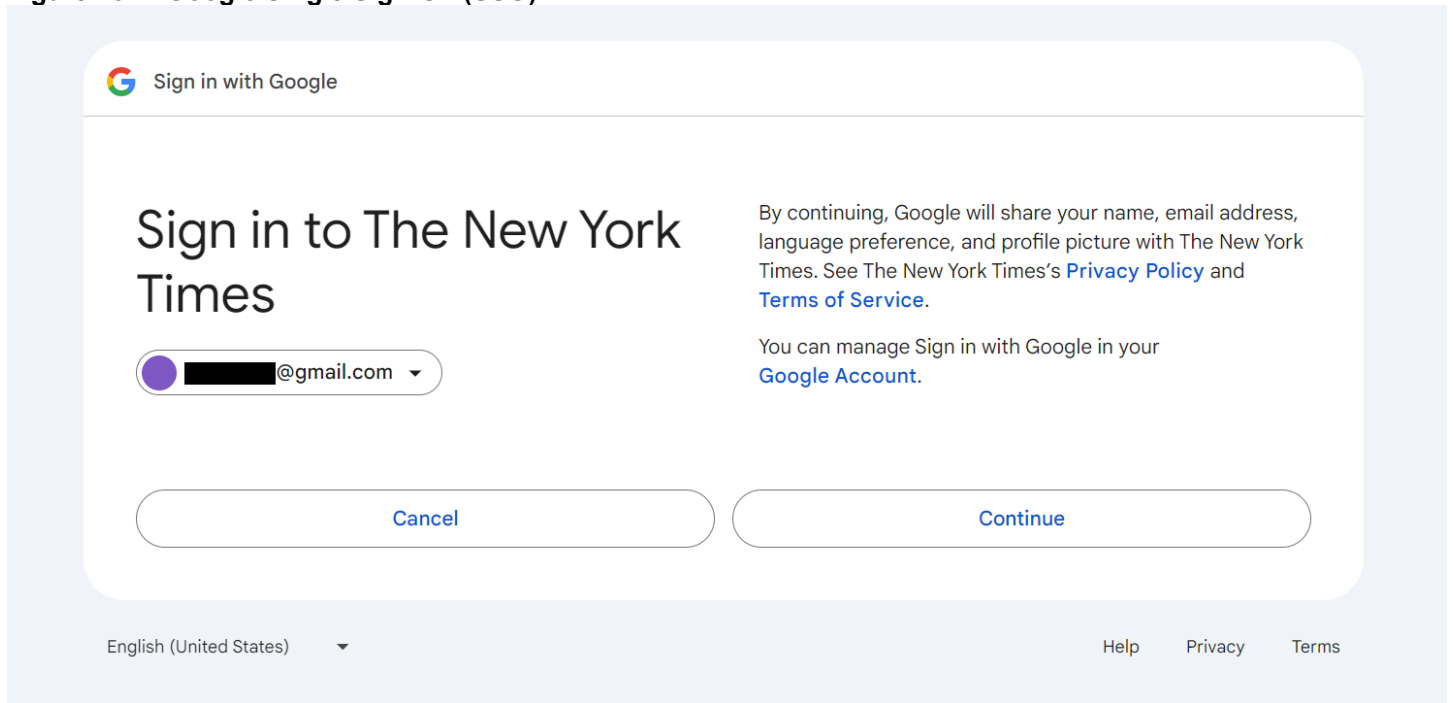 Sign in with Google
Sign in to The New York
Times
@gmail.com
By continuing, Google will share your name, email address,
language preference, and profile picture with The New York
Times. See The New York Times's Privacy Policy and
Terms of Service.
You can manage Sign in with Google in your
Google Account.
Cancel
Continue
English (United States)
Help
Privacy
Terms